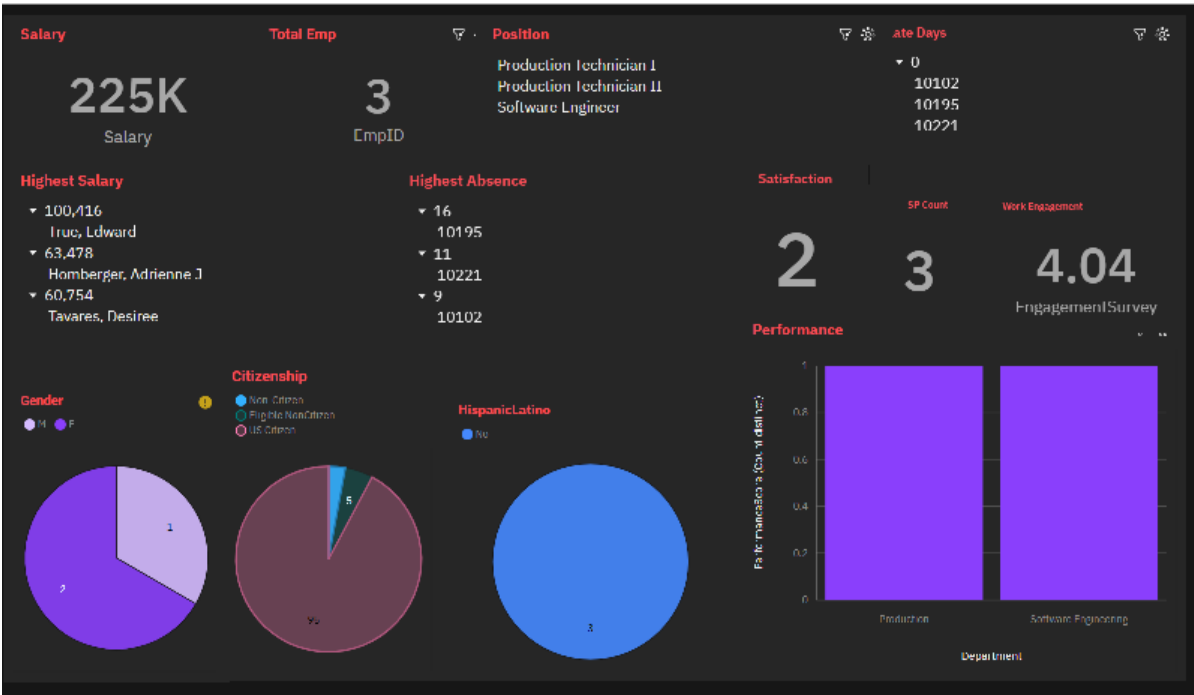 Salary
225K
Salary
Total Emp
3
EmpID
Position
Production Technician I
Production Technician II
Software Engineer
ate Days
0
10102
10195
10221
Highest Salary
100,416
True, Edward
63,478
Homberger, Adrienne J
60,754
Tavares, Desiree
Highest Absence
16
10195
11
10221
9
10102
Satisfaction
2
SP Count
3
Work Engagement
4.04
EngagementSurvey
Gender
M F
1
2
Citizenship
Non-Citizen
Eligible NonCitizen
US Citizen
5
HispanicLatino
No
3
Performance
PerformanceScore (Count distinct)
1
0.8
0.6
0.4
0.2
0
Production
Software Engineering
Department